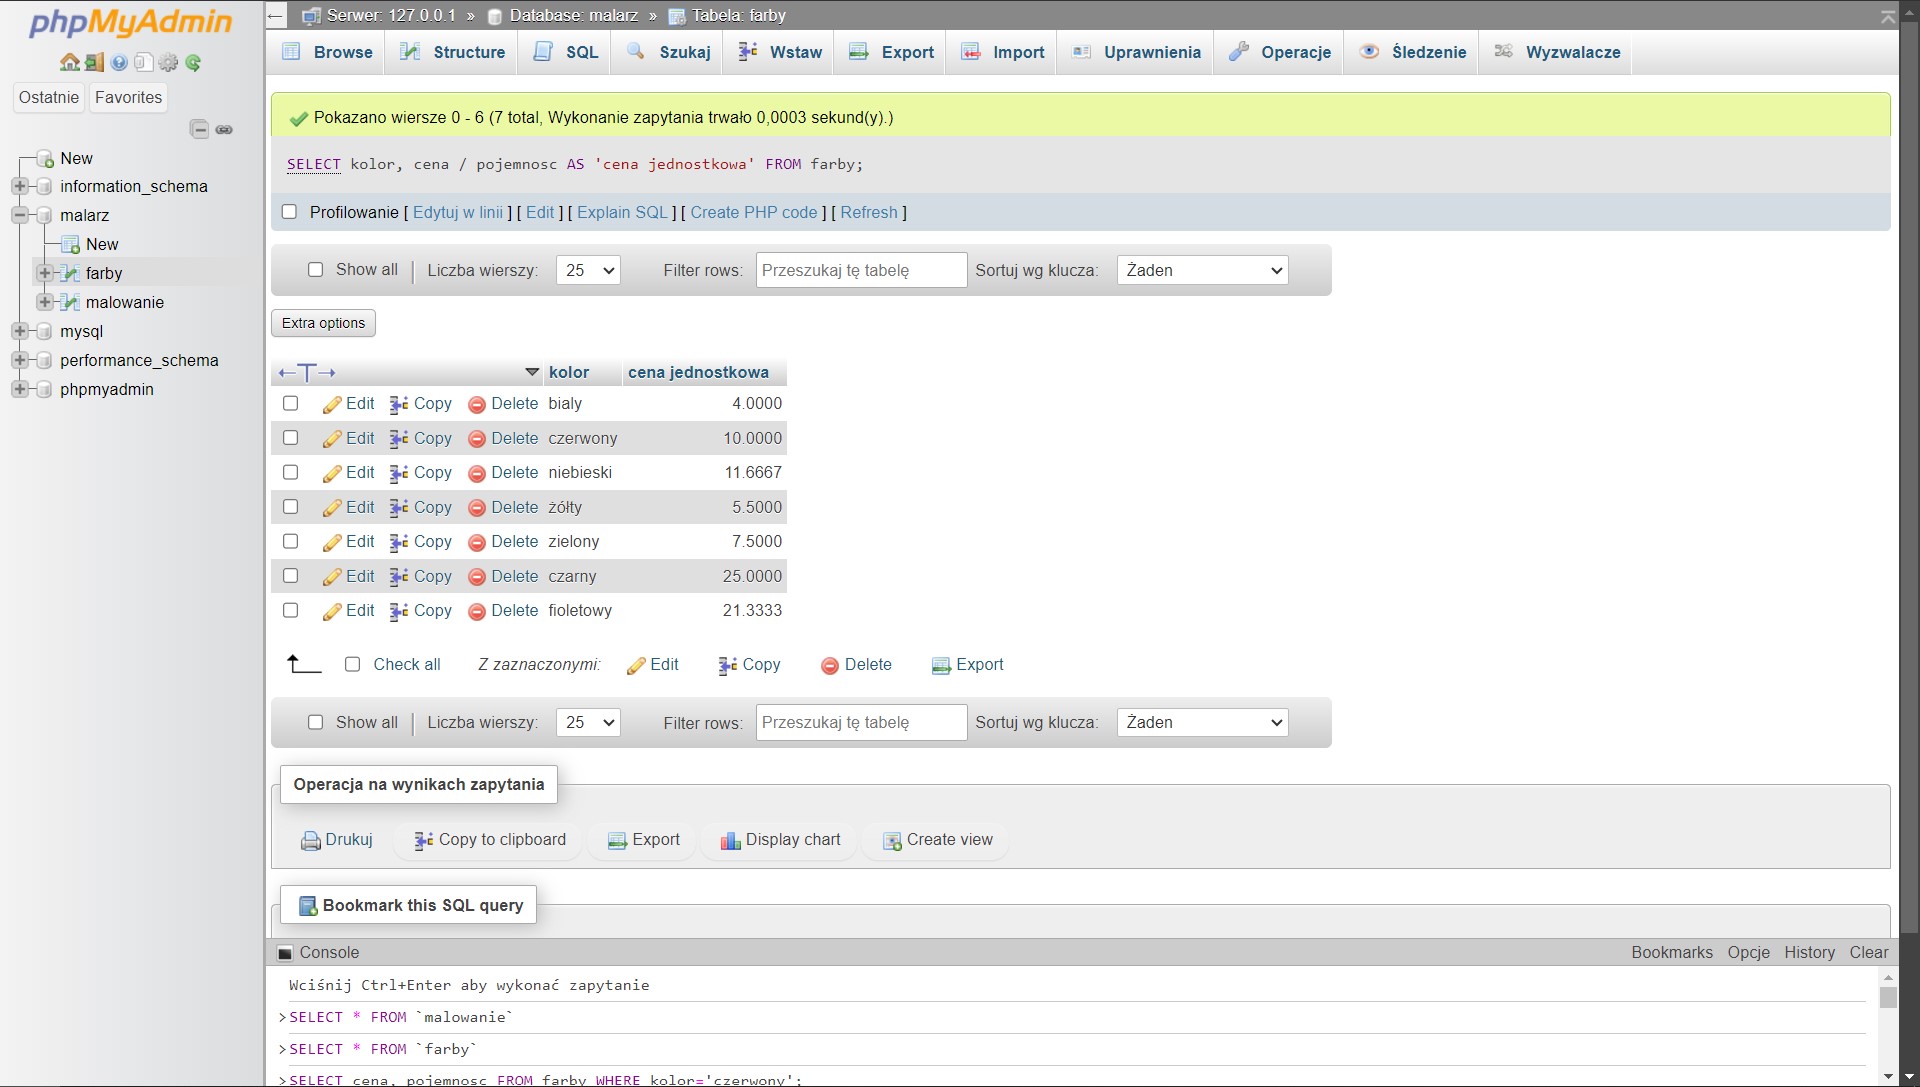 phpMyAdmin
Ostatnie Favorites
New
information_schema
malarz
New
farby
malowanie
mysql
performance_schema
phpmyadmin
Serwer: 127.0.0.1 » Database: malarz » Tabela: farby
Browse Structure SQL Szukaj Wstaw Export Import Uprawnienia Operacje Śledzenie Wyzwalacze
Pokazano wiersze 0 - 6 (7 total, Wykonanie zapytania trwało 0,0003 sekund(y).)
SELECT kolor, cena / pojemnosc AS 'cena jednostkowa' FROM farby;
Profilowanie [ Edytuj w linii ] [ Edit ] [ Explain SQL ] [ Create PHP code ] [ Refresh ]
Show all Liczba wierszy: 25 Filter rows: Przeszukaj tę tabelę Sortuj wg klucza: Żaden
Extra options
←T→ kolor cena jednostkowa
Edit Copy Delete bialy 4.0000
Edit Copy Delete czerwony 10.0000
Edit Copy Delete niebieski 11.6667
Edit Copy Delete żółty 5.5000
Edit Copy Delete zielony 7.5000
Edit Copy Delete czarny 25.0000
Edit Copy Delete fioletowy 21.3333
Check all Z zaznaczonymi: Edit Copy Delete Export
Show all Liczba wierszy: 25 Filter rows: Przeszukaj tę tabelę Sortuj wg klucza: Żaden
Operacja na wynikach zapytania
Drukuj Copy to clipboard Export Display chart Create view
Bookmark this SQL query
Console Bookmarks Opcje History Clear
Wciśnij Ctrl+Enter aby wykonać zapytanie
>SELECT * FROM `malowanie`
>SELECT * FROM `farby`
>SELECT cena, pojemnosc FROM farby WHERE kolor='czerwony';